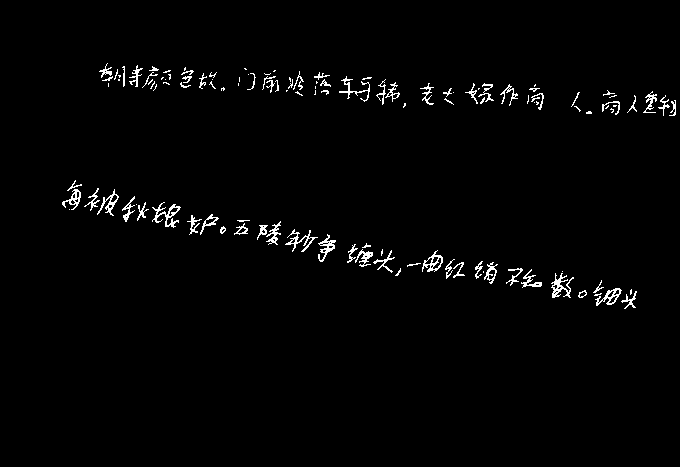 朝来颜色故。门前冷落车马稀,老大嫁作商人。商人重利
每被秋娘妒。五陵年少争缠头,一曲红绡不知数。钿头